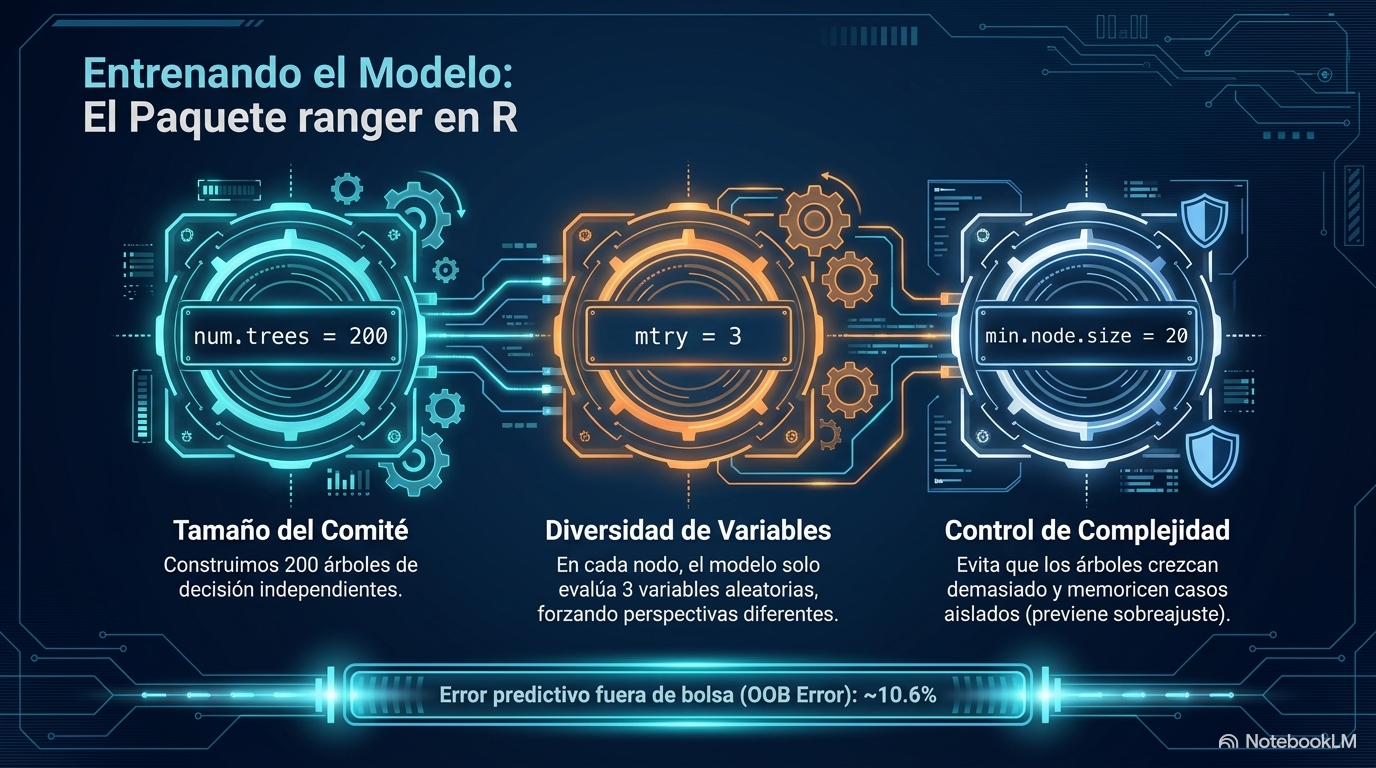 Entrenando el Modelo:
El Paquete ranger en R
num.trees = 200
mtry = 3
min.node.size = 20
Tamaño del Comité
Construimos 200 árboles de
decisión independientes.
Diversidad de Variables
En cada nodo, el modelo solo
evalúa 3 variables aleatorias,
forzando perspectivas diferentes.
Control de Complejidad
Evita que los árboles crezcan
demasiado y memoricen casos
aislados (previene sobreajuste).
Error predictivo fuera de bolsa (OOB Error): ~10.6%
NotebookLM